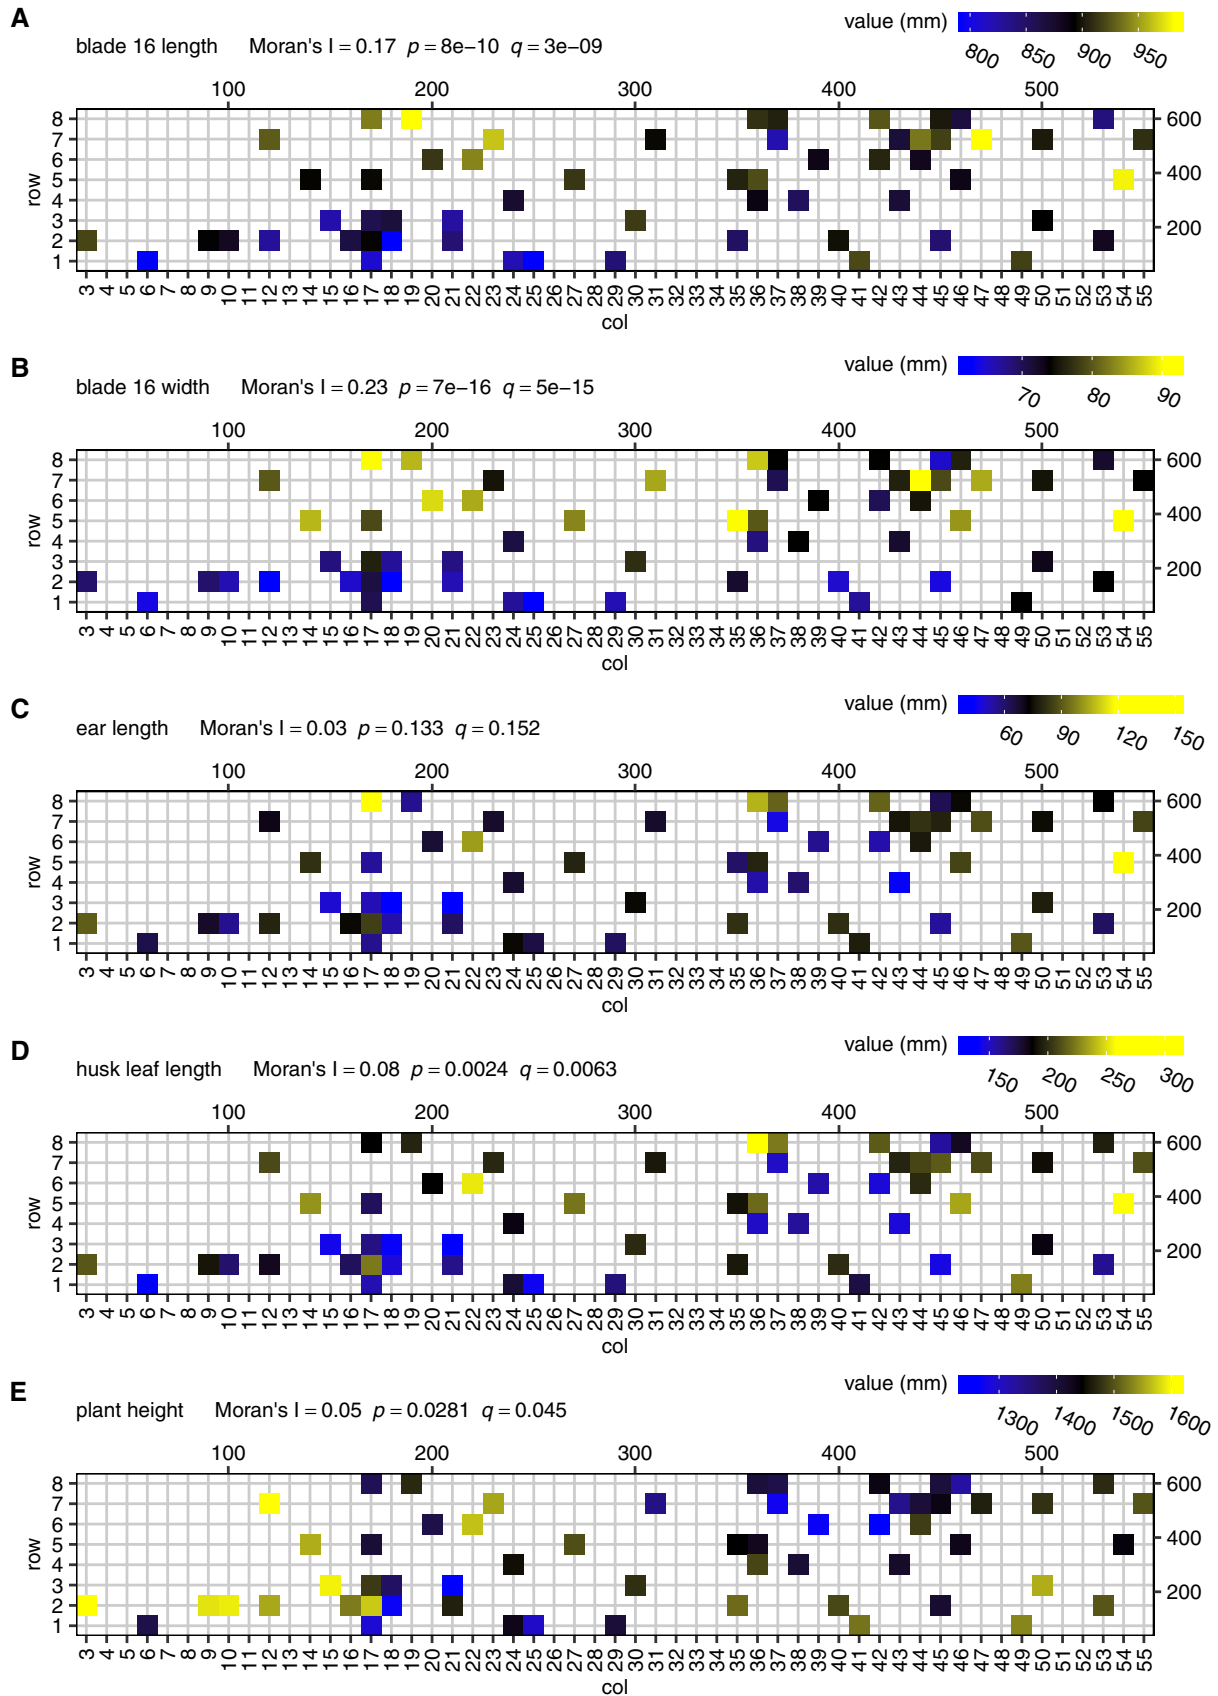 A
value (mm)
800 850 900 950
blade 16 length Moran's I = 0.17 p = 8e−10 q = 3e−09
100 200 300 400 500
8 600
7
6 400
5
4
3
2 200
1
row
3 4 5 6 7 8 9 10 11 12 13 14 15 16 17 18 19 20 21 22 23 24 25 26 27 28 29 30 31 32 33 34 35 36 37 38 39 40 41 42 43 44 45 46 47 48 49 50 51 52 53 54 55
col
B
value (mm)
70 80 90
blade 16 width Moran's I = 0.23 p = 7e−16 q = 5e−15
100 200 300 400 500
8 600
7
6
5 400
4
3 200
2
1
row
3 4 5 6 7 8 9 10 11 12 13 14 15 16 17 18 19 20 21 22 23 24 25 26 27 28 29 30 31 32 33 34 35 36 37 38 39 40 41 42 43 44 45 46 47 48 49 50 51 52 53 54 55
col
C
value (mm)
60 90 120 150
ear length Moran's I = 0.03 p = 0.133 q = 0.152
100 200 300 400 500
8 600
7
6
5 400
4
3 200
2
1
row
3 4 5 6 7 8 9 10 11 12 13 14 15 16 17 18 19 20 21 22 23 24 25 26 27 28 29 30 31 32 33 34 35 36 37 38 39 40 41 42 43 44 45 46 47 48 49 50 51 52 53 54 55
col
D
value (mm)
150 200 250 300
husk leaf length Moran's I = 0.08 p = 0.0024 q = 0.0063
100 200 300 400 500
8 600
7
6
5 400
4
3 200
2
1
row
3 4 5 6 7 8 9 10 11 12 13 14 15 16 17 18 19 20 21 22 23 24 25 26 27 28 29 30 31 32 33 34 35 36 37 38 39 40 41 42 43 44 45 46 47 48 49 50 51 52 53 54 55
col
E
value (mm)
1300 1400 1500 1600
plant height Moran's I = 0.05 p = 0.0281 q = 0.045
100 200 300 400 500
8 600
7
6
5 400
4
3 200
2
1
row
3 4 5 6 7 8 9 10 11 12 13 14 15 16 17 18 19 20 21 22 23 24 25 26 27 28 29 30 31 32 33 34 35 36 37 38 39 40 41 42 43 44 45 46 47 48 49 50 51 52 53 54 55
col